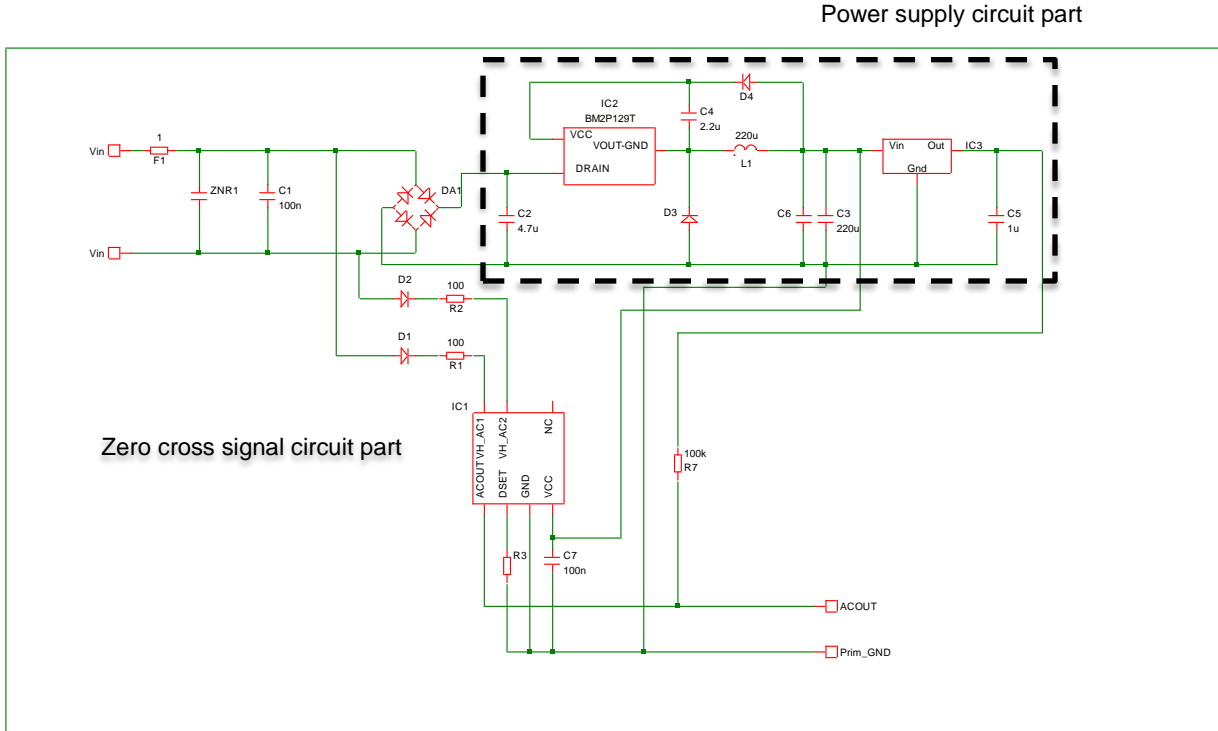 Power supply circuit part
IC2
BM2P129T
VCC
VOUT-GND
DRAIN
D4
C4
2.2u
220u
L1
Vin
Out
Gnd
IC3
1
F1
Vin
ZNR1
C1
100n
DA1
C2
4.7u
D3
C6
C3
220u
C5
1u
Vin
D2
100
R2
D1
100
R1
IC1
VH_AC1
VH_AC2
NC
ACOUT
DSET
GND
VCC
Zero cross signal circuit part
100k
R7
R3
C7
100n
ACOUT
Prim_GND